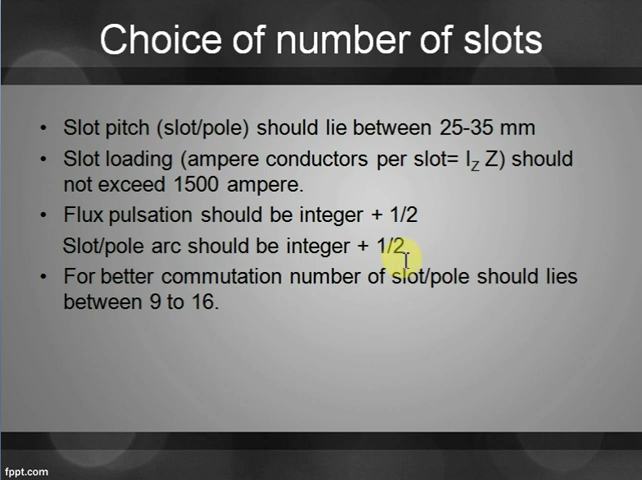 Choice of number of slots
• Slot pitch (slot/pole) should lie between 25-35 mm
• Slot loading (ampere conductors per slot= IZ Z) should
not exceed 1500 ampere.
• Flux pulsation should be integer + 1/2
Slot/pole arc should be integer + 1/2
• For better commutation number of slot/pole should lies
between 9 to 16.
fppt.com